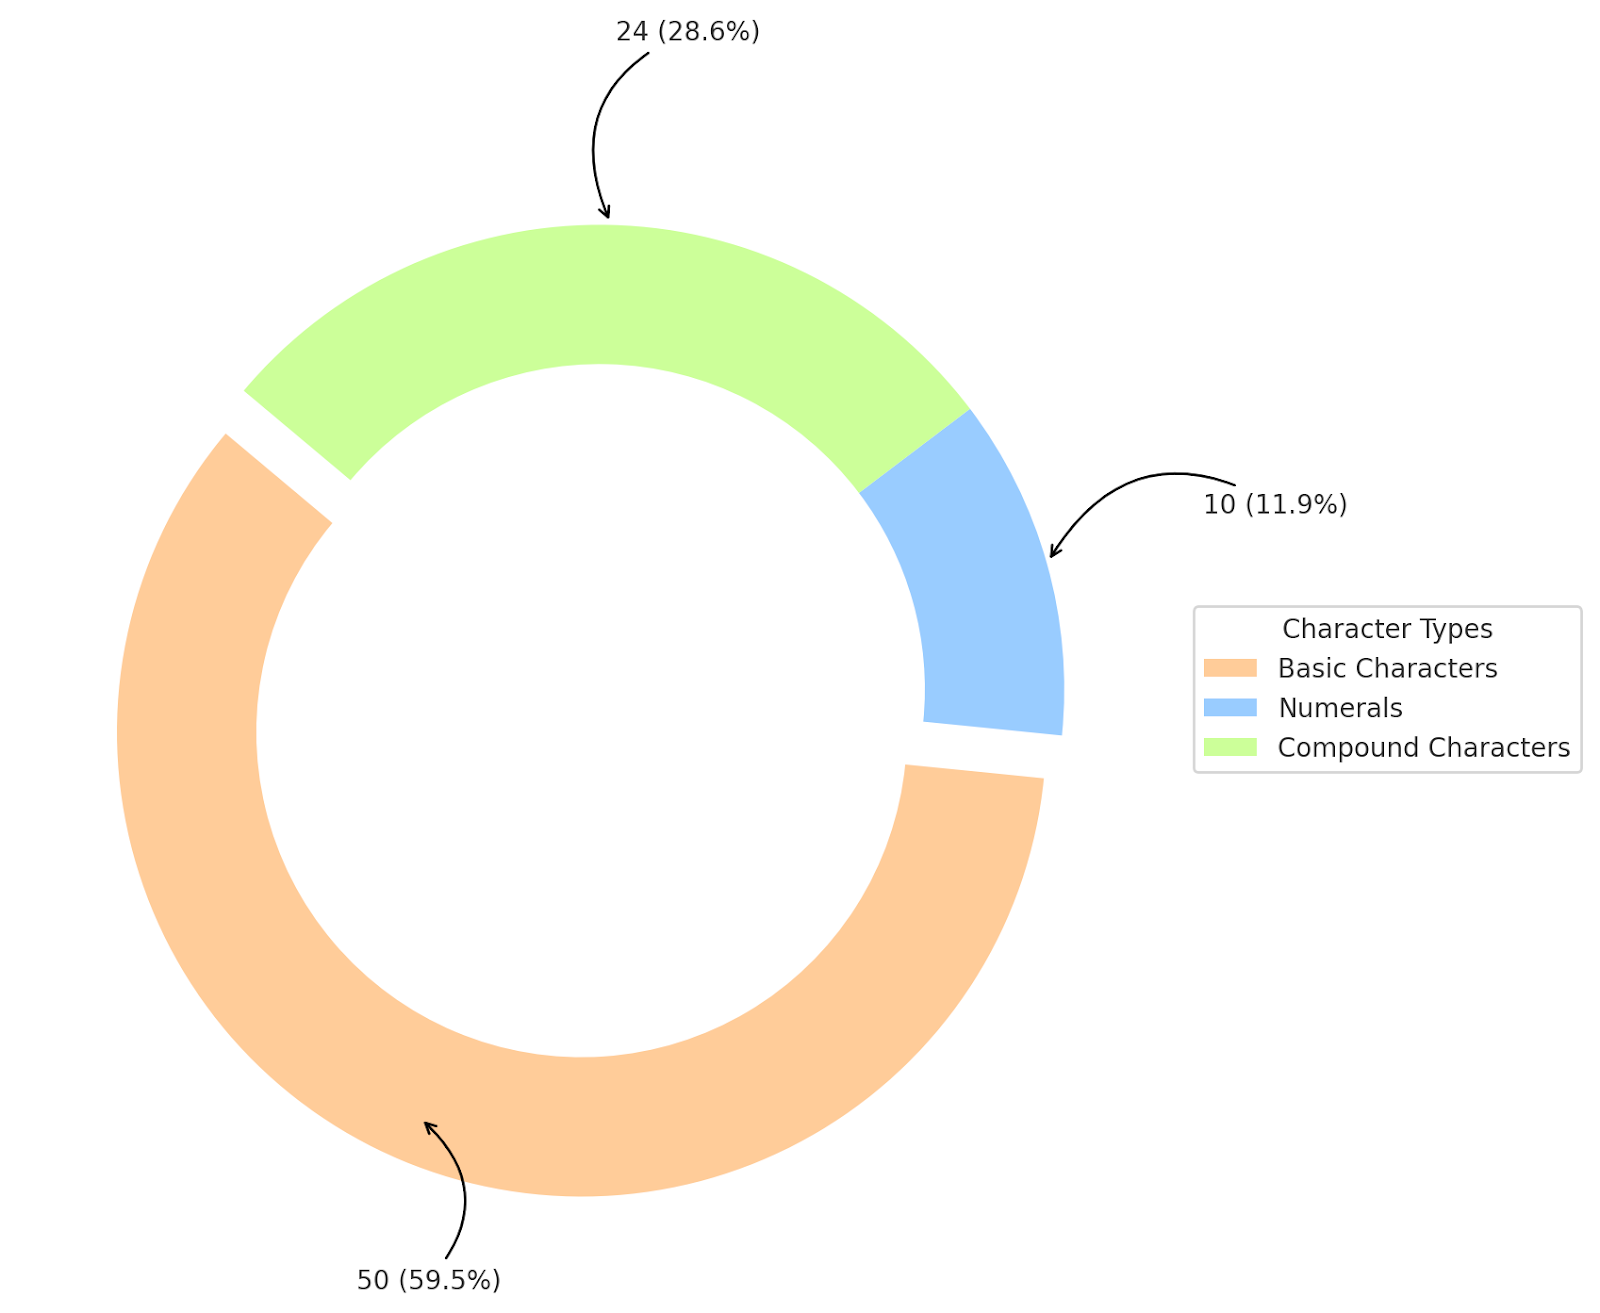 24 (28.6%)
10 (11.9%)
Character Types
Basic Characters
Numerals
Compound Characters
50 (59.5%)